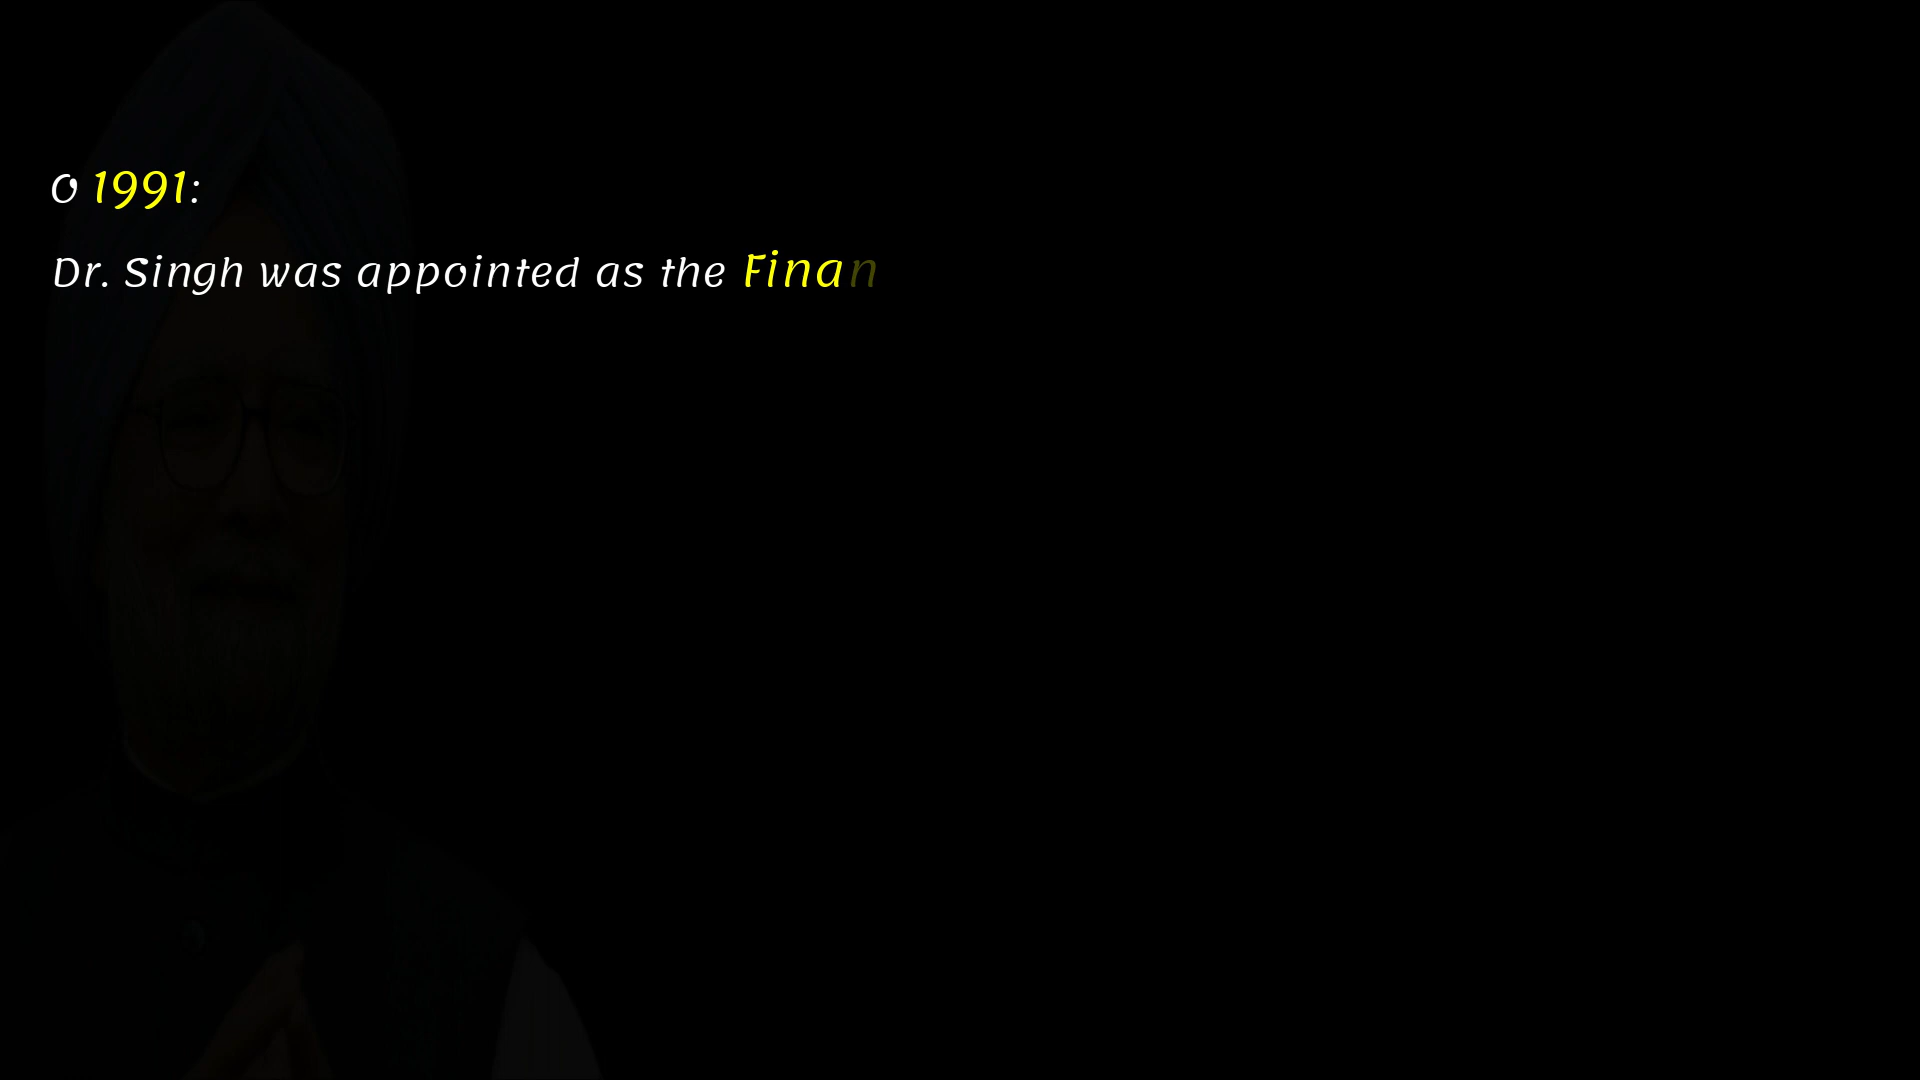 o 1991:
Dr. Singh was appointed as the Finan